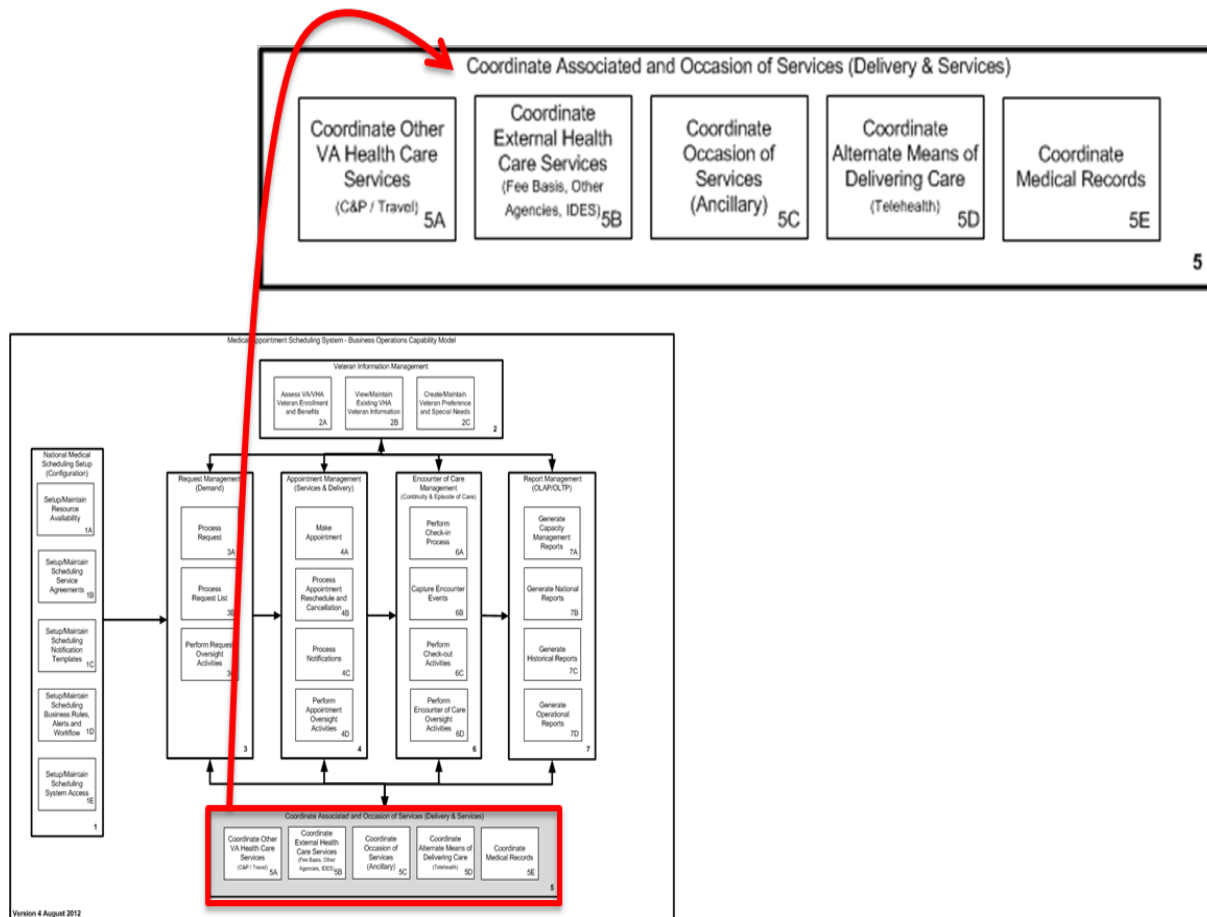 Coordinate Associated and Occasion of Services (Delivery & Services)
Coordinate Other
VA Health Care
Services
(C&P / Travel)
5A
Coordinate
External Health
Care Services
(Fee Basis, Other
Agencies, IDES)
5B
Coordinate
Occasion of
Services
(Ancillary)
5C
Coordinate
Alternate Means of
Delivering Care
(Telehealth)
5D
Coordinate
Medical Records
5E
5
Medical Appointment Scheduling System - Business Operations Capability Model
Veteran Information Management
Assess VA/VHA
Veteran Enrollment
and Benefits
2A
View/Maintain
Existing VHA
Veteran Information
2B
Create/Maintain
Veteran Preference
and Special Needs
2C
2
National Medical
Scheduling Setup
(Configuration)
Setup/Maintain
Resource
Availability
1A
Setup/Maintain
Scheduling
Service
Agreements
1B
Setup/Maintain
Scheduling
Notification
Templates
1C
Setup/Maintain
Scheduling
Business Rules,
Alerts and
Workflow
1D
Setup/Maintain
Scheduling
System Access
1E
1
Request Management
(Demand)
Process
Request
3A
Process
Request List
3B
Perform Request
Oversight
Activities
3
Appointment Management
(Services & Delivery)
Make
Appointment
4A
Process
Appointment
Reschedule and
Cancellation
4B
Process
Notifications
4C
Perform
Appointment
Oversight
Activities
4D
4
Encounter of Care
Management
(Continuity & Episode of Care)
Perform
Check-in
Process
6A
Capture Encounter
Events
6B
Perform
Check-out
Activities
6C
Perform
Encounter of Care
Oversight
Activities
6D
6
Report Management
(OLAP/OLTP)
Generate
Capacity
Management
Reports
7A
Generate National
Reports
7B
Generate
Historical Reports
7C
Generate
Operational
Reports
7D
7
Coordinate Associated and Occasion of Services (Delivery & Services)
Coordinate Other
VA Health Care
Services
(C&P / Travel)
5A
Coordinate
External Health
Care Services
(Fee Basis, Other
Agencies, IDES)
5B
Coordinate
Occasion of
Services
(Ancillary)
5C
Coordinate
Alternate Means of
Delivering Care
(Telehealth)
5D
Coordinate
Medical Records
5E
5
Version 4 August 2012